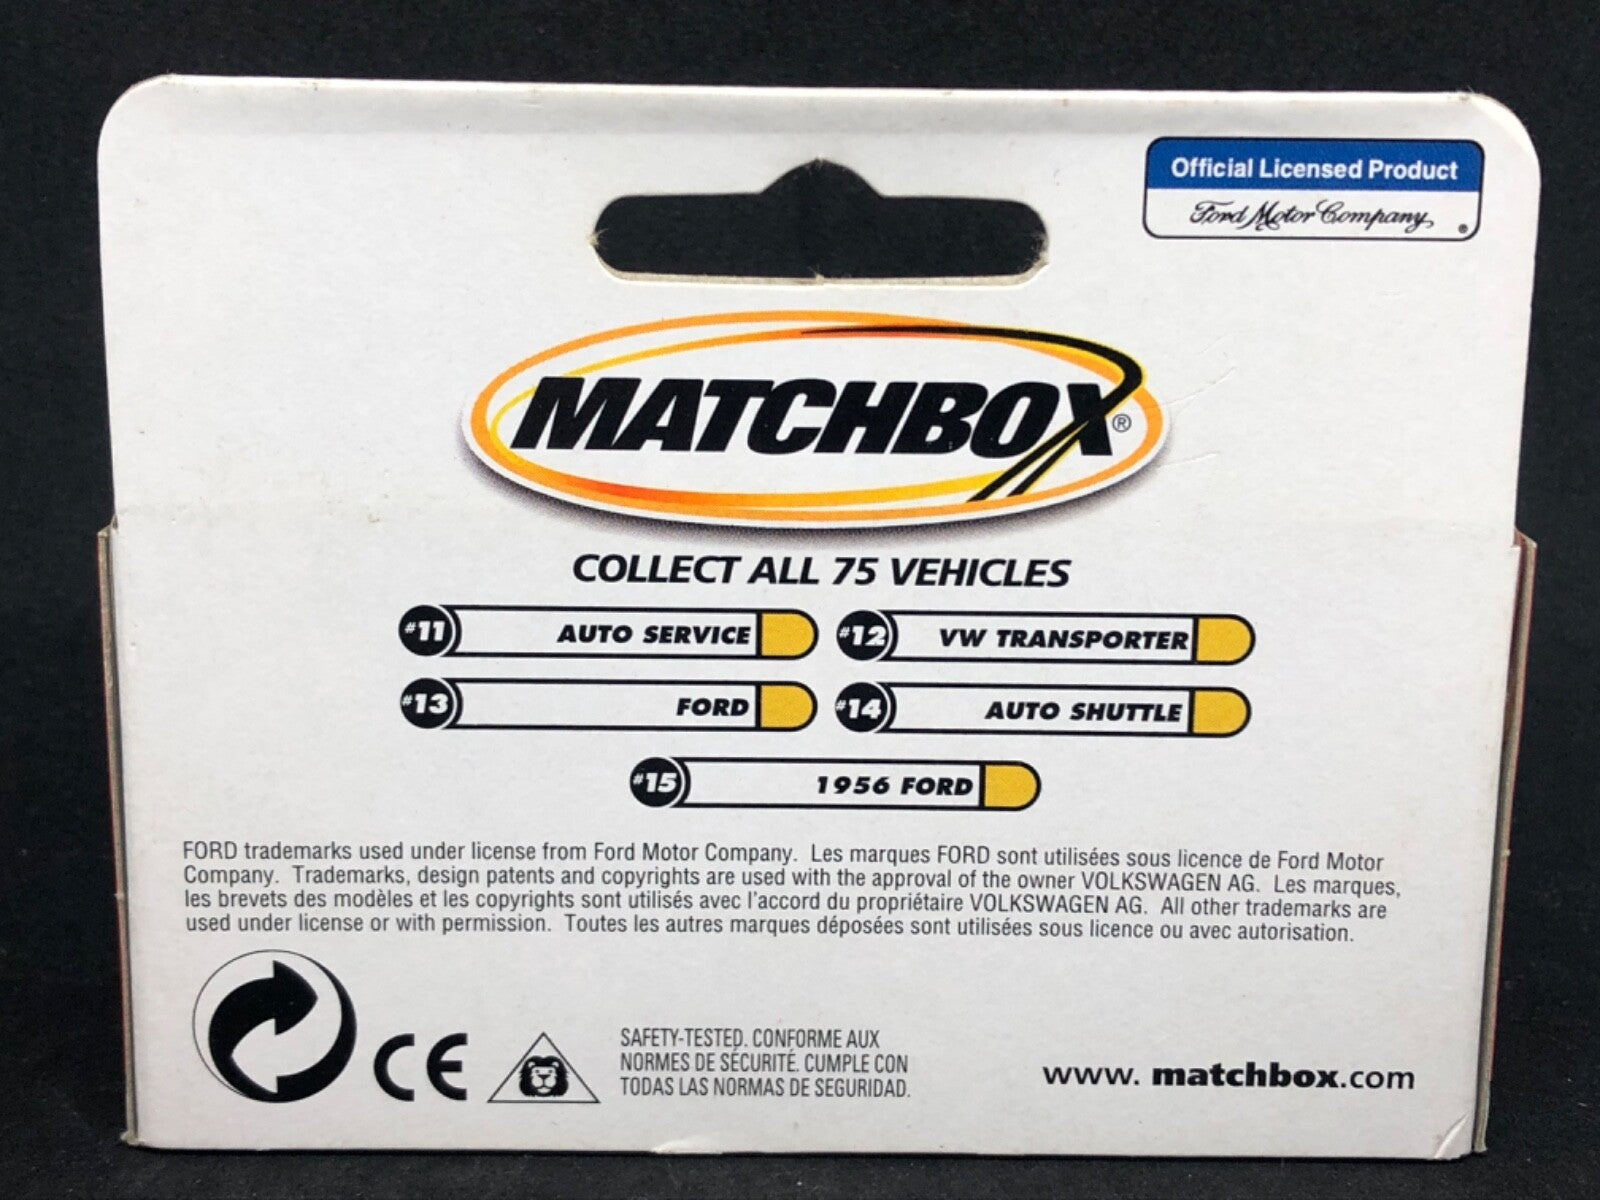 Official Licensed Product
Ford Motor Company ®
MATCHBOX®
COLLECT ALL 75 VEHICLES
#11 AUTO SERVICE
#12 VW TRANSPORTER
#13 FORD
#14 AUTO SHUTTLE
#15 1956 FORD
FORD trademarks used under license from Ford Motor Company. Les marques FORD sont utilisées sous licence de Ford Motor
Company. Trademarks, design patents and copyrights are used with the approval of the owner VOLKSWAGEN AG. Les marques,
les brevets des modèles et les copyrights sont utilisés avec l'accord du propriétaire VOLKSWAGEN AG. All other trademarks are
used under license or with permission. Toutes les autres marques déposées sont utilisées sous licence ou avec autorisation.
CE
SAFETY-TESTED. CONFORME AUX
NORMES DE SÉCURITÉ. CUMPLE CON
TODAS LAS NORMAS DE SEGURIDAD.
www. matchbox.com